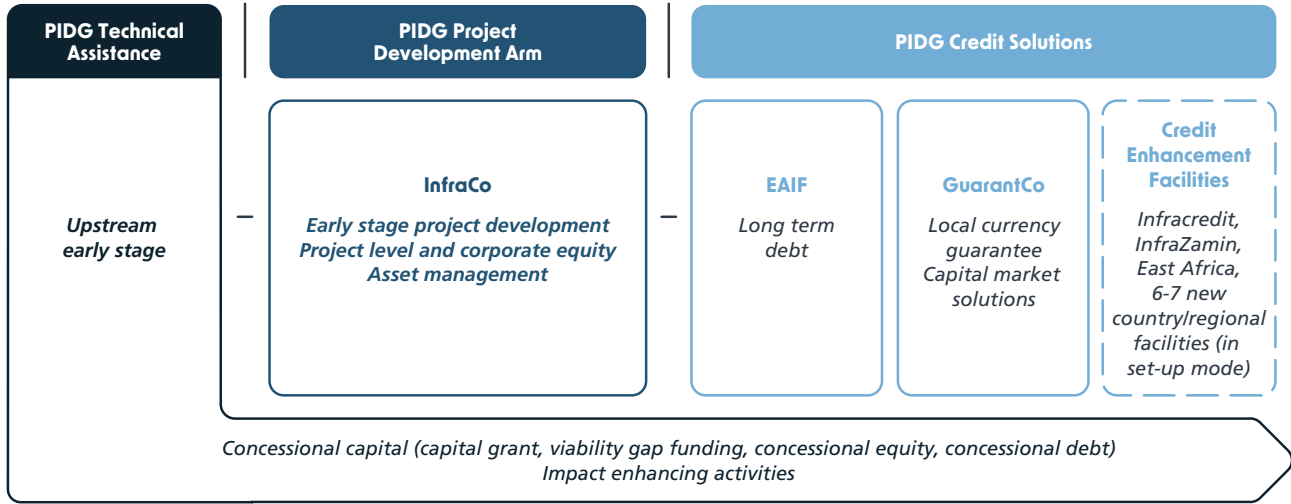 PIDG Technical
Assistance
PIDG Project
Development Arm
PIDG Credit Solutions
Upstream
early stage
InfraCo
Early stage project development
Project level and corporate equity
Asset management
EAIF
Long term
debt
GuarantCo
Local currency
guarantee
Capital market
solutions
Credit
Enhancement
Facilities
Infracredit,
InfraZamin,
East Africa,
6-7 new
country/regional
facilities (in
set-up mode)
Concessional capital (capital grant, viability gap funding, concessional equity, concessional debt)
Impact enhancing activities